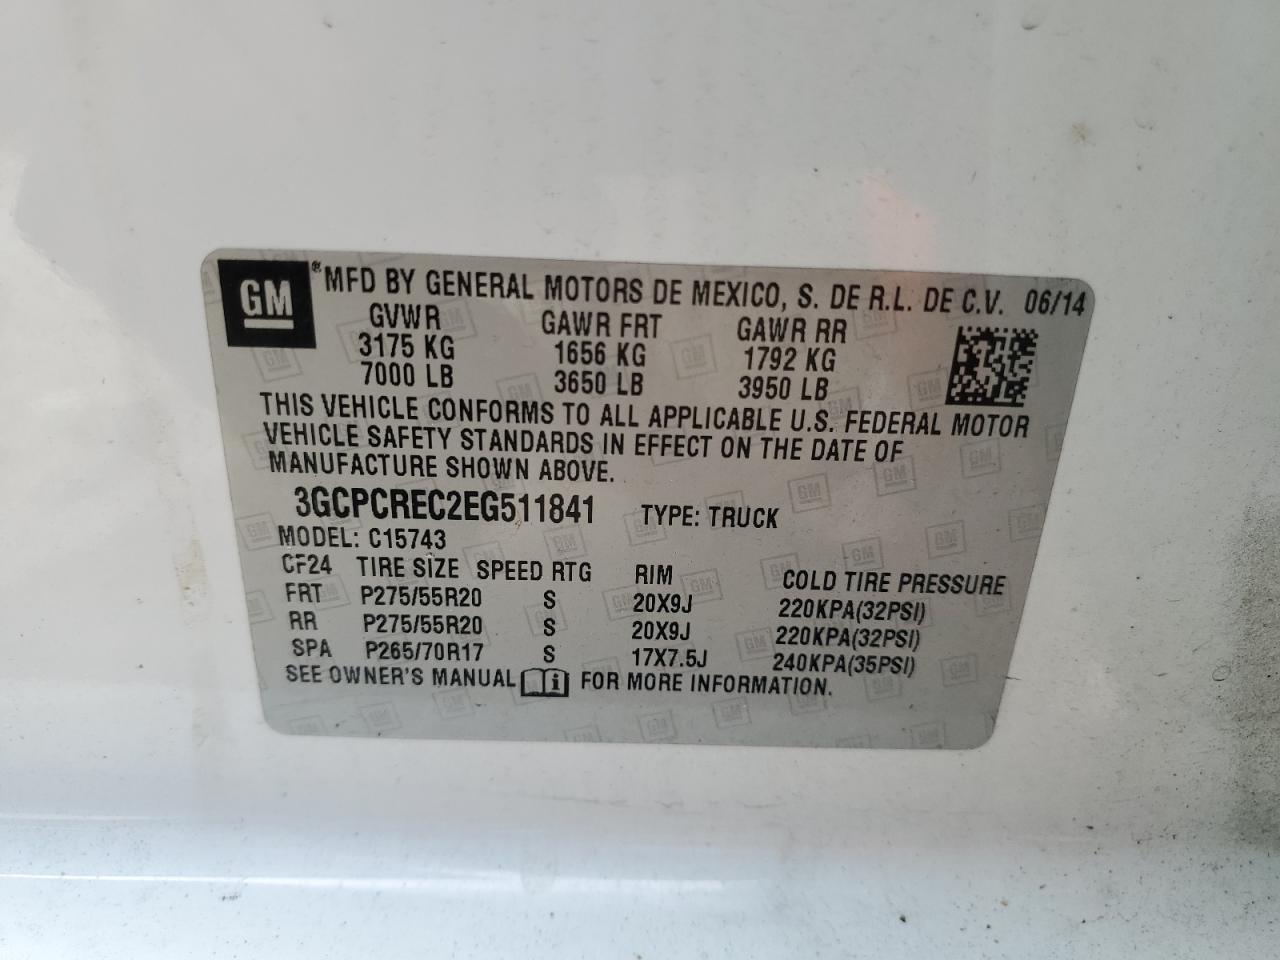 GM ® MFD BY GENERAL MOTORS DE MEXICO, S. DE R.L. DE C.V. 06/14
GVWR GAWR FRT GAWR RR
3175 KG 1656 KG 1792 KG
7000 LB 3650 LB 3950 LB
THIS VEHICLE CONFORMS TO ALL APPLICABLE U.S. FEDERAL MOTOR
VEHICLE SAFETY STANDARDS IN EFFECT ON THE DATE OF
MANUFACTURE SHOWN ABOVE.
3GCPCREC2EG511841 TYPE: TRUCK
MODEL: C15743
CF24 TIRE SIZE SPEED RTG RIM COLD TIRE PRESSURE
FRT P275/55R20 S 20X9J 220KPA(32PSI)
RR P275/55R20 S 20X9J 220KPA(32PSI)
SPA P265/70R17 S 17X7.5J 240KPA(35PSI)
SEE OWNER'S MANUAL i FOR MORE INFORMATION.